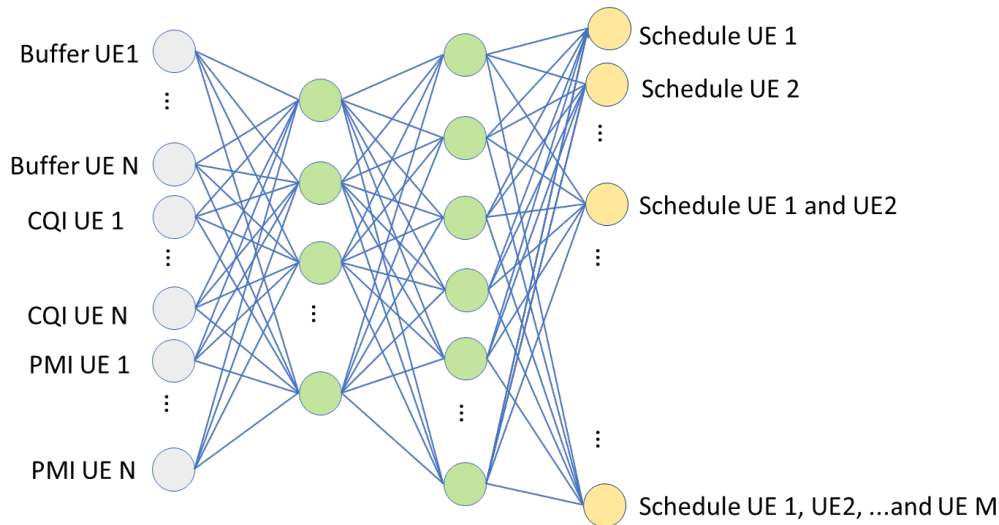 Buffer UE1
...
Buffer UE N
CQI UE 1
...
CQI UE N
PMI UE 1
...
PMI UE N
...
...
Schedule UE 1
Schedule UE 2
...
Schedule UE 1 and UE2
...
...
Schedule UE 1, UE2, ...and UE M